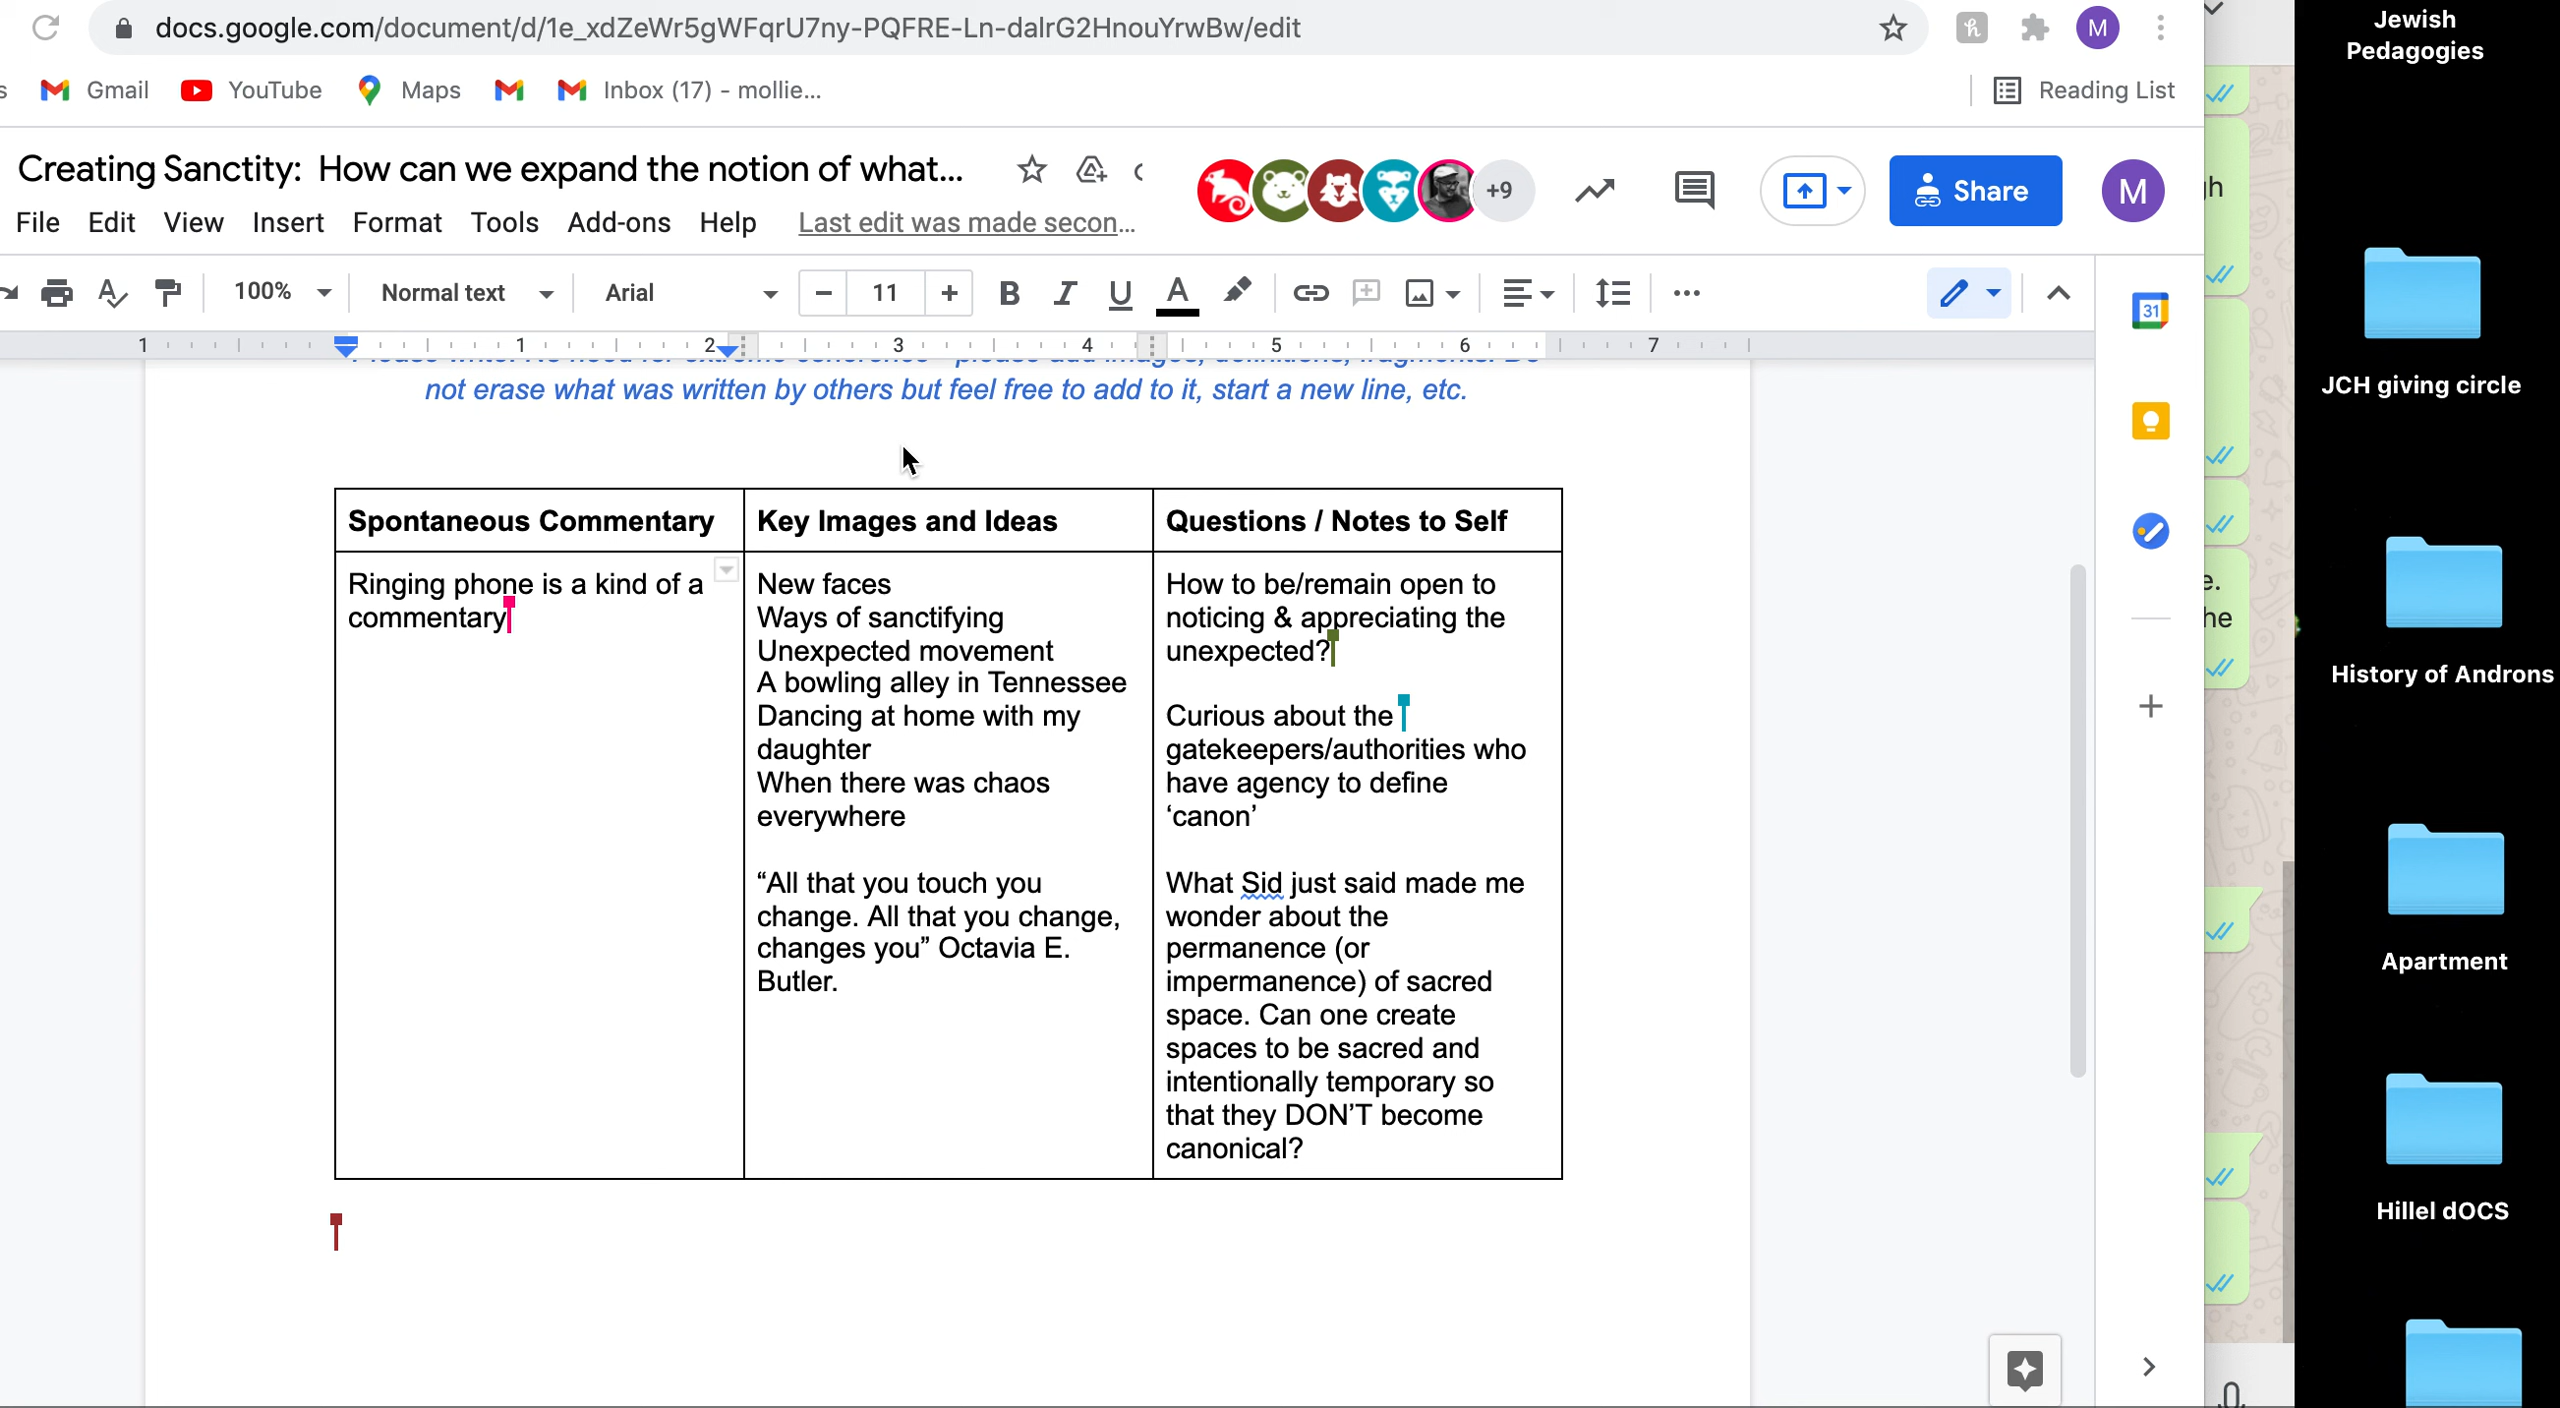 docs.google.com/document/d/1e_xdZeWr5gWFqrU7ny-PQFRE-Ln-dalrG2HnouYrwBw/edit
M
s
Gmail
YouTube
Maps
Inbox (17) - mollie...
Reading List
Creating Sanctity: How can we expand the notion of what...
+9
Share
M
File Edit View Insert Format Tools Add-ons Help Last edit was made secon...
100%
Normal text
Arial
11
B I U A
31
1 1 2 3 4 5 6 7
not erase what was written by others but feel free to add to it, start a new line, etc.
Spontaneous Commentary
Ringing phone is a kind of a
commentary
Key Images and Ideas
New faces
Ways of sanctifying
Unexpected movement
A bowling alley in Tennessee
Dancing at home with my
daughter
When there was chaos
everywhere
“All that you touch you
change. All that you change,
changes you” Octavia E.
Butler.
Questions / Notes to Self
How to be/remain open to
noticing & appreciating the
unexpected?
Curious about the
gatekeepers/authorities who
have agency to define
‘canon’
What Sid just said made me
wonder about the
permanence (or
impermanence) of sacred
space. Can one create
spaces to be sacred and
intentionally temporary so
that they DON’T become
canonical?
Jewish
Pedagogies
JCH giving circle
History of Androns
Apartment
Hillel dOCS